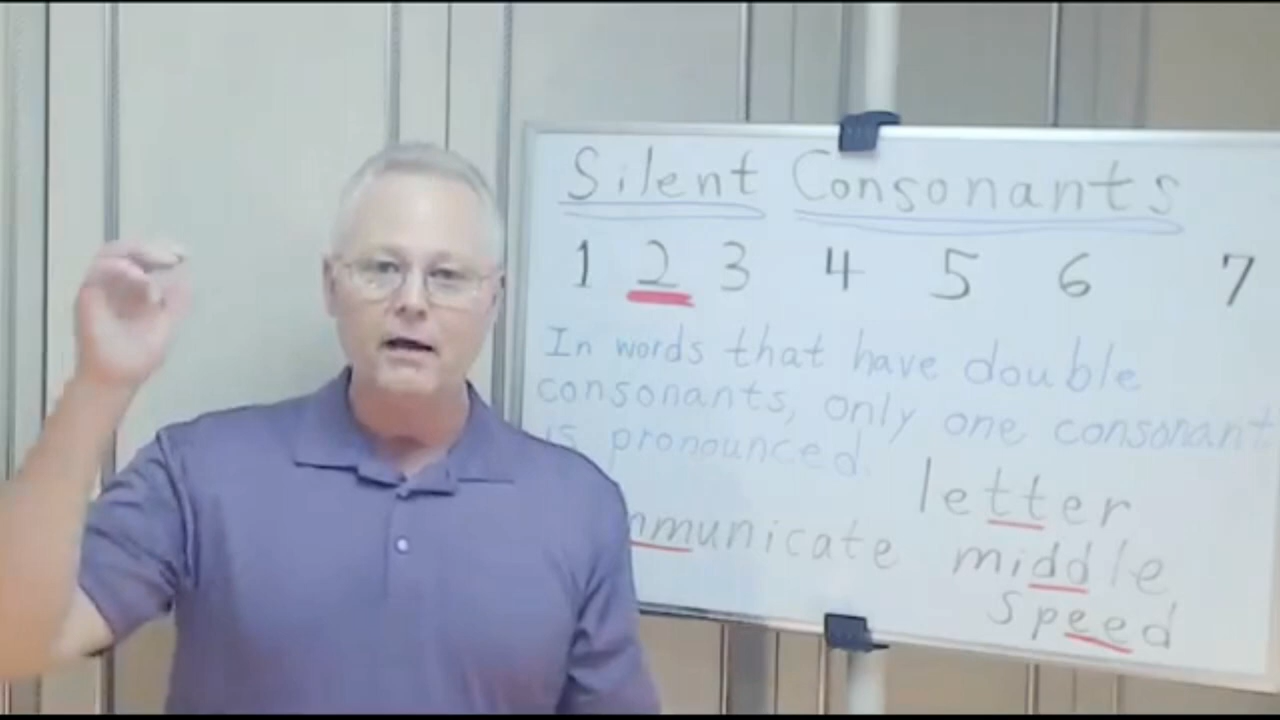 Silent Consonants
1 2 3 4 5 6 7
In words that have double
consonants, only one consonant
is pronounced.
letter
mmunicate middle
speed